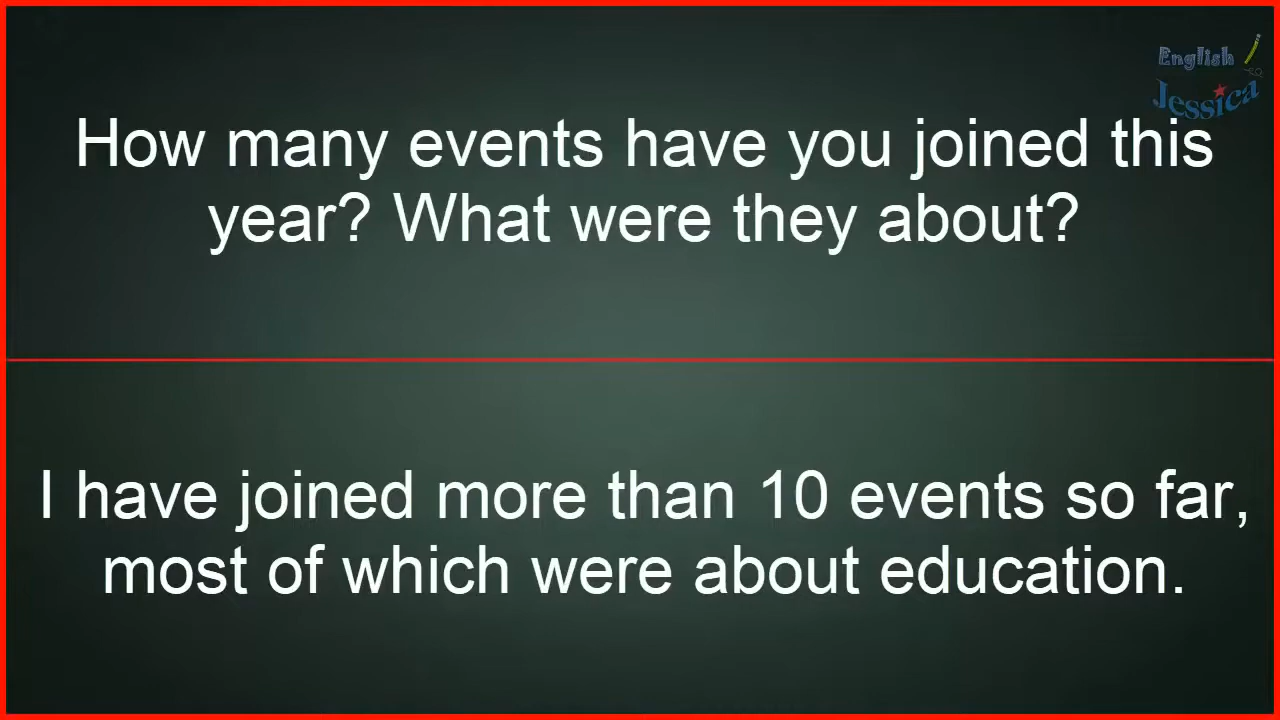 English
Jessica
How many events have you joined this
year? What were they about?
I have joined more than 10 events so far,
most of which were about education.